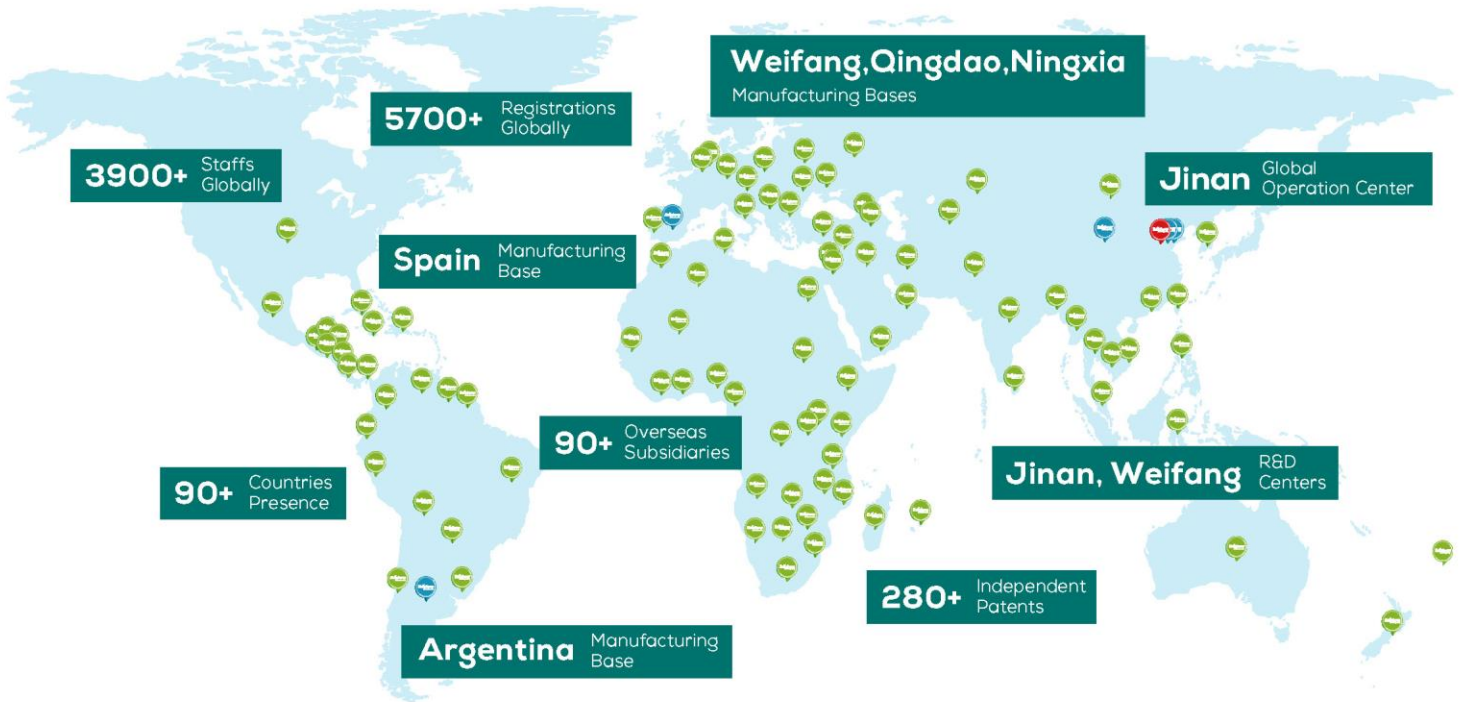 Weifang,Qingdao,Ningxia
Manufacturing Bases
5700+ Registrations
Globally
3900+ Staffs
Globally
Jinan Global
Operation Center
Spain Manufacturing
Base
90+ Overseas
Subsidiaries
Jinan, Weifang R&D
Centers
90+ Countries
Presence
280+ Independent
Patents
Argentina Manufacturing
Base